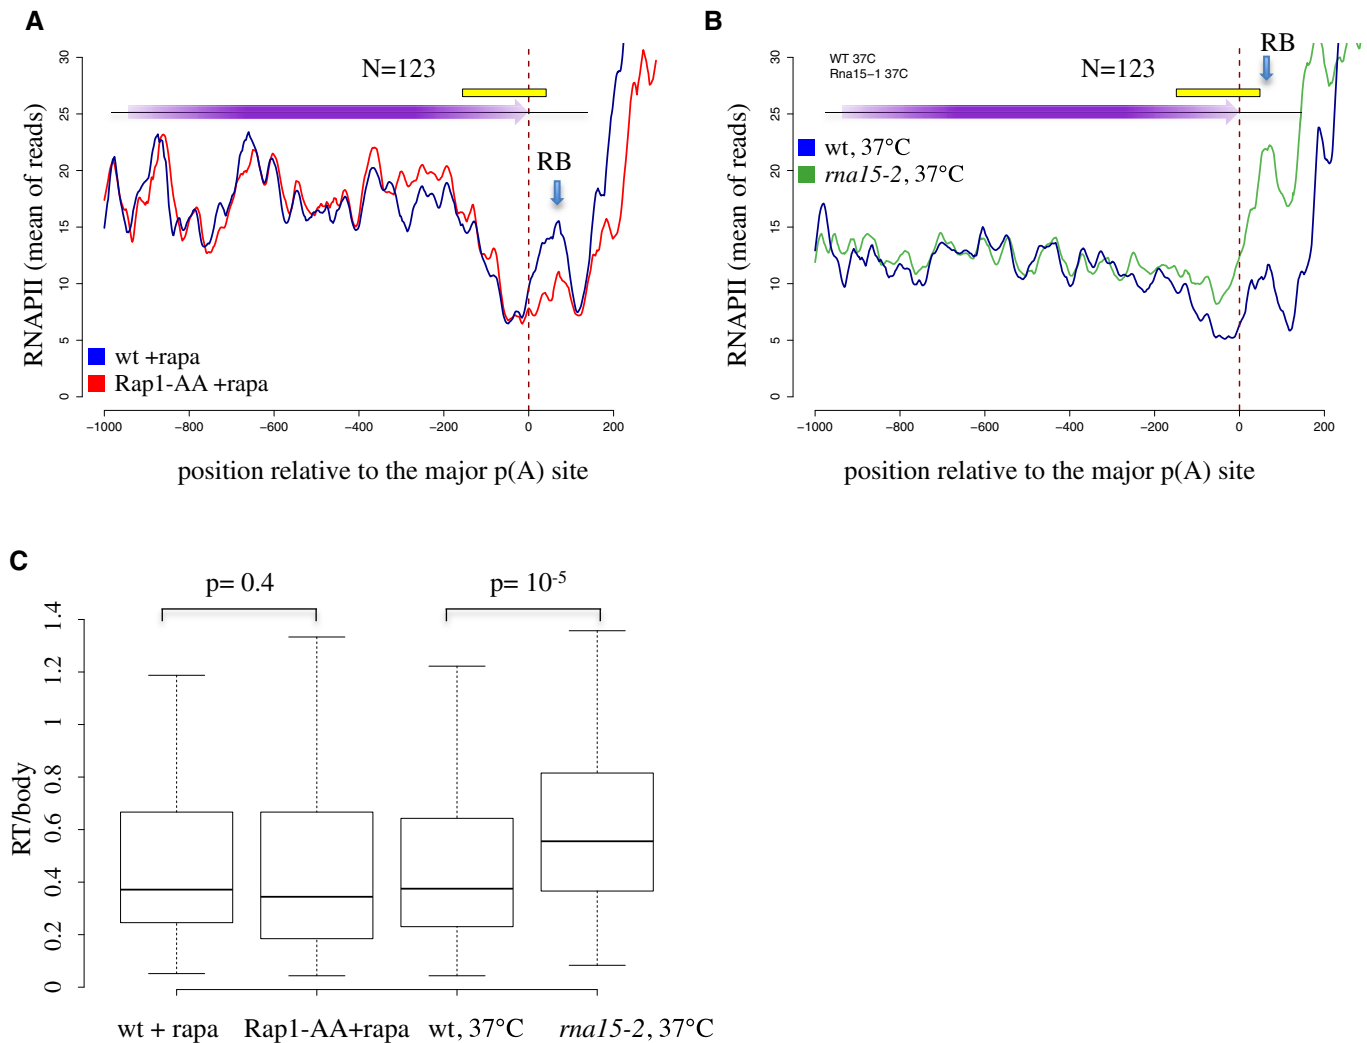 A
N=123
RB
RNAPII (mean of reads)
30
25
20
15
10
5
0
wt +rapa
Rap1-AA +rapa
−1000
−800
−600
−400
−200
0
200
position relative to the major p(A) site
B
WT 37C
Rna15−1 37C
N=123
RB
RNAPII (mean of reads)
30
25
20
15
10
5
0
wt, 37°C
rna15-2, 37°C
−1000
−800
−600
−400
−200
0
200
position relative to the major p(A) site
C
p= 0.4
p= 10-5
RT/body
1.4
1.2
1
0.8
0.6
0.4
0.2
0
wt + rapa
Rap1-AA+rapa
wt, 37°C
rna15-2, 37°C